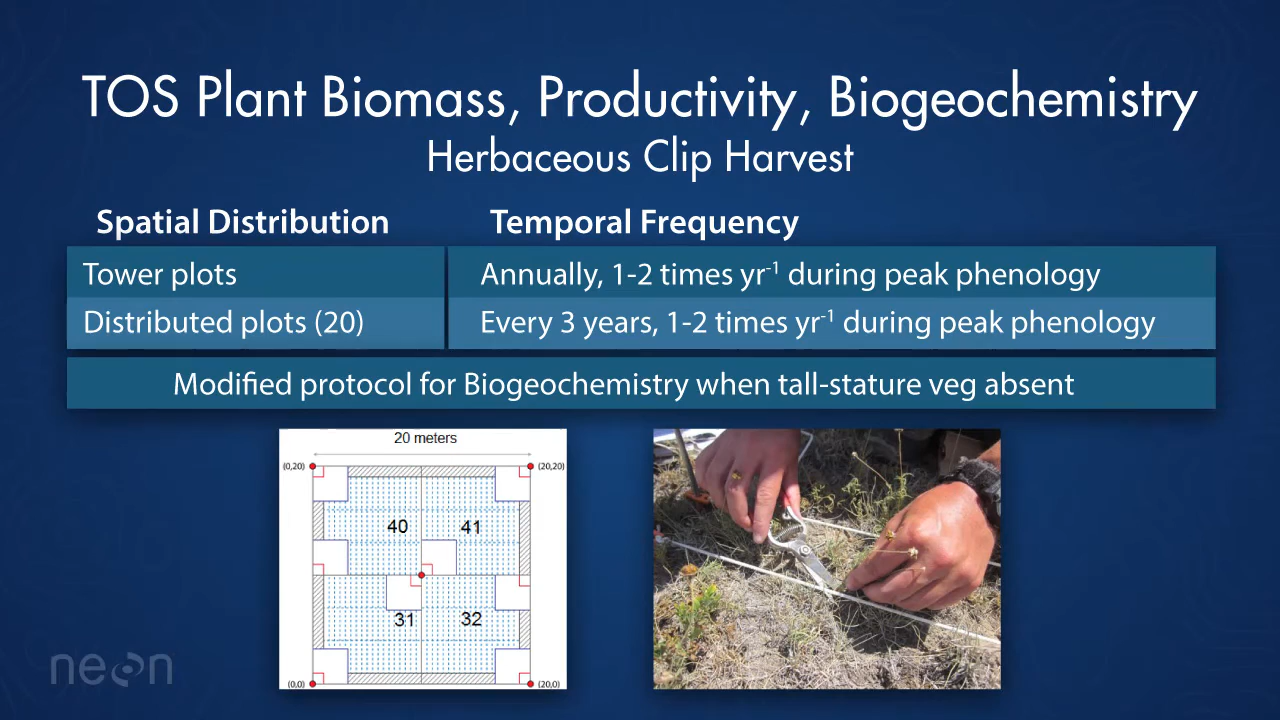 TOS Plant Biomass, Productivity, Biogeochemistry
Herbaceous Clip Harvest
Spatial Distribution Temporal Frequency
Tower plots Annually, 1-2 times yr⁻¹ during peak phenology
Distributed plots (20) Every 3 years, 1-2 times yr⁻¹ during peak phenology
Modified protocol for Biogeochemistry when tall-stature veg absent
20 meters
(0,20) (20,20)
40 41
31 32
(0,0) (20,0)
neon